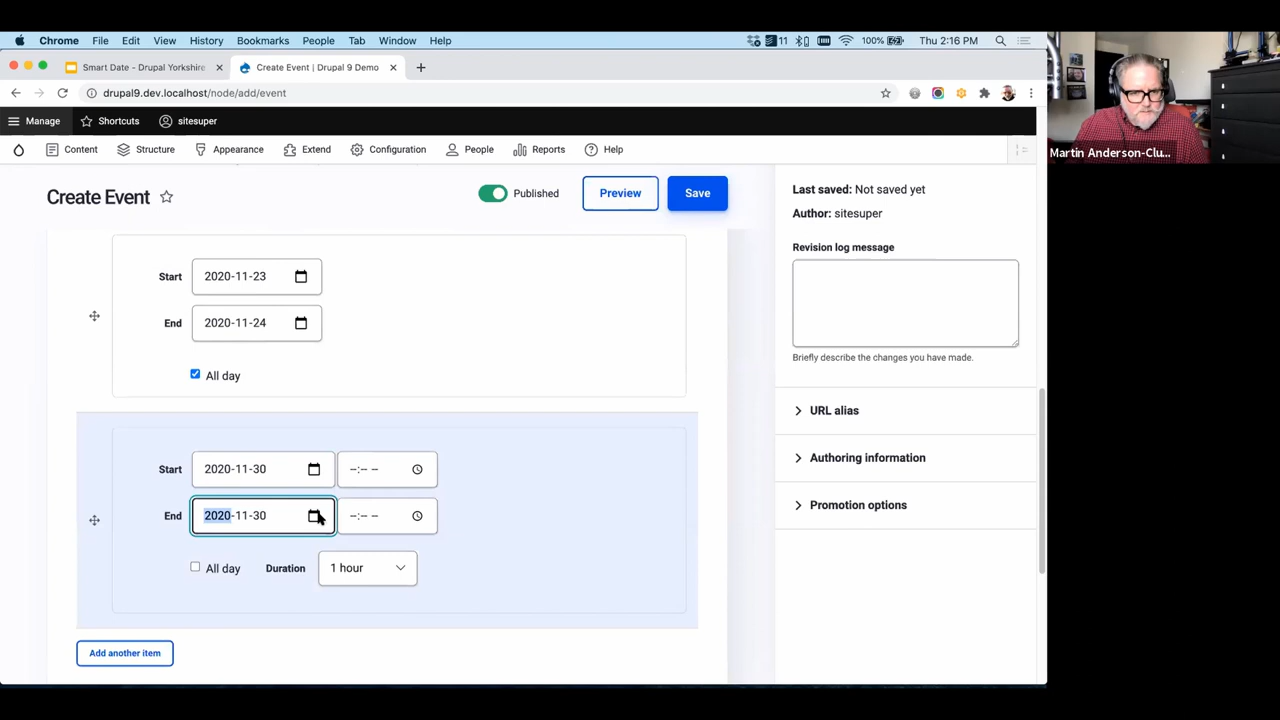 Chrome File Edit View History Bookmarks People Tab Window Help 11 100% Thu 2:16 PM
Smart Date - Drupal Yorkshire Create Event | Drupal 9 Demo
drupal9.dev.localhost/node/add/event
Manage Shortcuts sitesuper
Content Structure Appearance Extend Configuration People Reports Help
Martin Anderson-Clu...
Create Event Published Preview Save
Start 2020-11-23
End 2020-11-24
All day
Start 2020-11-30 --:-- --
End 2020-11-30 --:-- --
All day Duration 1 hour
Add another item
Last saved: Not saved yet
Author: sitesuper
Revision log message
Briefly describe the changes you have made.
URL alias
Authoring information
Promotion options